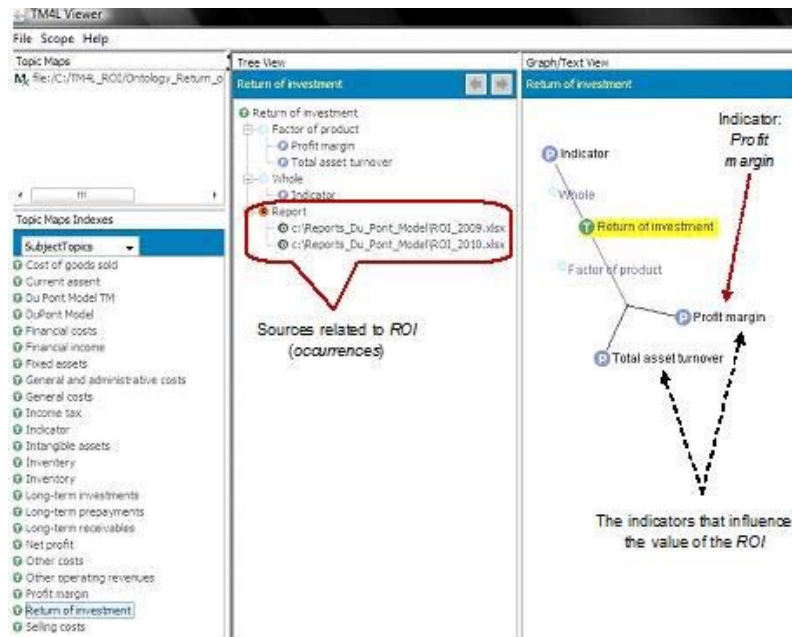 TM4L Viewer
File Scope Help
Topic Maps
file:/C:/TM4L_ROI/Ontology_Return_o
Topic Maps Indexes
SubjectTopics
Cost of goods sold
Current assent
Du Pont Model TM
DuPont Model
Financial costs
Financial income
Fixed assets
General and administrative costs
General costs
Income tax
Indicator
Intangible assets
Inventery
Inventory
Long-term investments
Long-term prepayments
Long-term receivables
Net profit
Other costs
Other operating revenues
Profit margin
Return of investment
Selling costs
Tree View
Return of investment
Return of investment
Factor of product
Profit margin
Total asset turnover
Whole
Indicator
Report
c:\Reports_Du_Pont_Model\ROI_2009.xlsx
c:\Reports_Du_Pont_Model\ROI_2010.xlsx
Sources related to ROI
(occurrences)
Graph/Text View
Return of investment
Indicator:
Profit
margin
Indicator
Whole
Return of investment
Factor of product
Profit margin
Total asset turnover
The indicators that influence
the value of the ROI